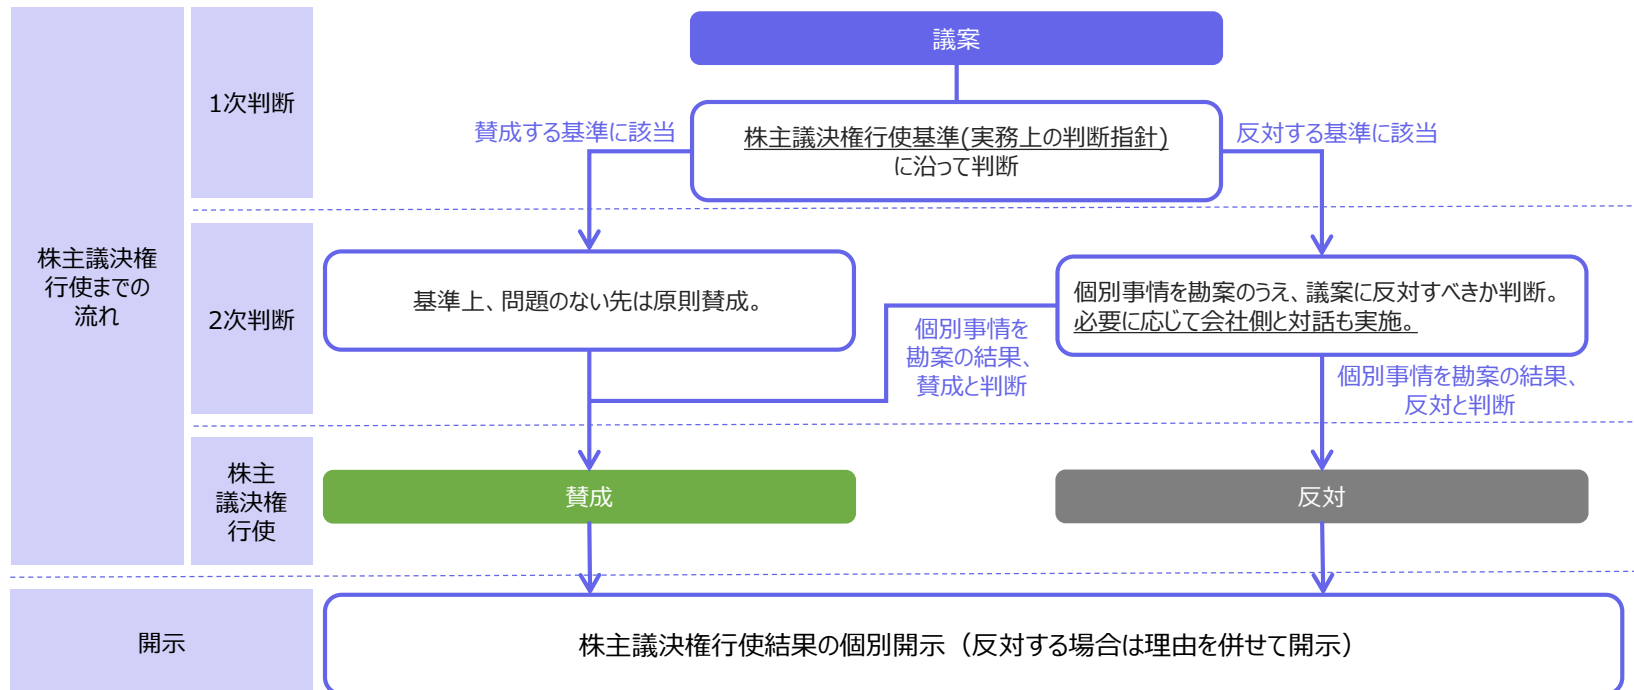 議案
1次判断
賛成する基準に該当
株主議決権行使基準(実務上の判断指針)
に沿って判断
反対する基準に該当
株主議決権
行使までの
流れ
2次判断
基準上、問題のない先は原則賛成。
個別事情を勘案のうえ、議案に反対すべきか判断。
必要に応じて会社側と対話も実施。
個別事情を
勘案の結果、
賛成と判断
個別事情を勘案の結果、
反対と判断
株主
議決権
行使
賛成
反対
開示
株主議決権行使結果の個別開示（反対する場合は理由を併せて開示）